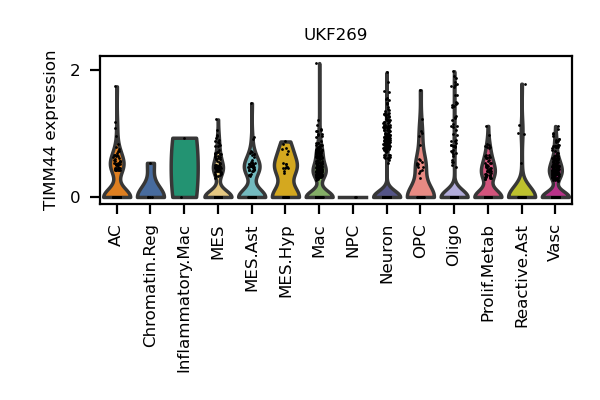 UKF269
TIMM44 expression
2
0
AC
Chromatin.Reg
Inflammatory.Mac
MES
MES.Ast
MES.Hyp
Mac
NPC
Neuron
OPC
Oligo
Prolif.Metab
Reactive.Ast
Vasc